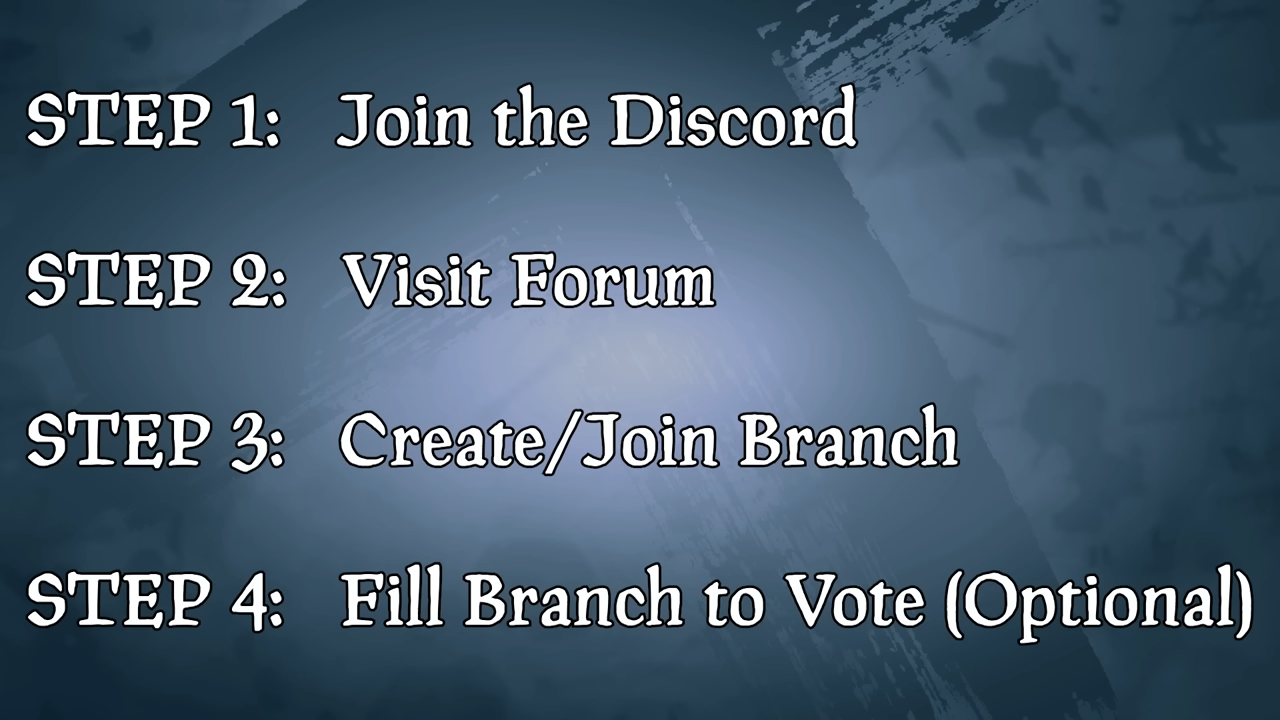 STEP 1: Join the Discord
STEP 2: Visit Forum
STEP 3: Create/Join Branch
STEP 4: Fill Branch to Vote (Optional)